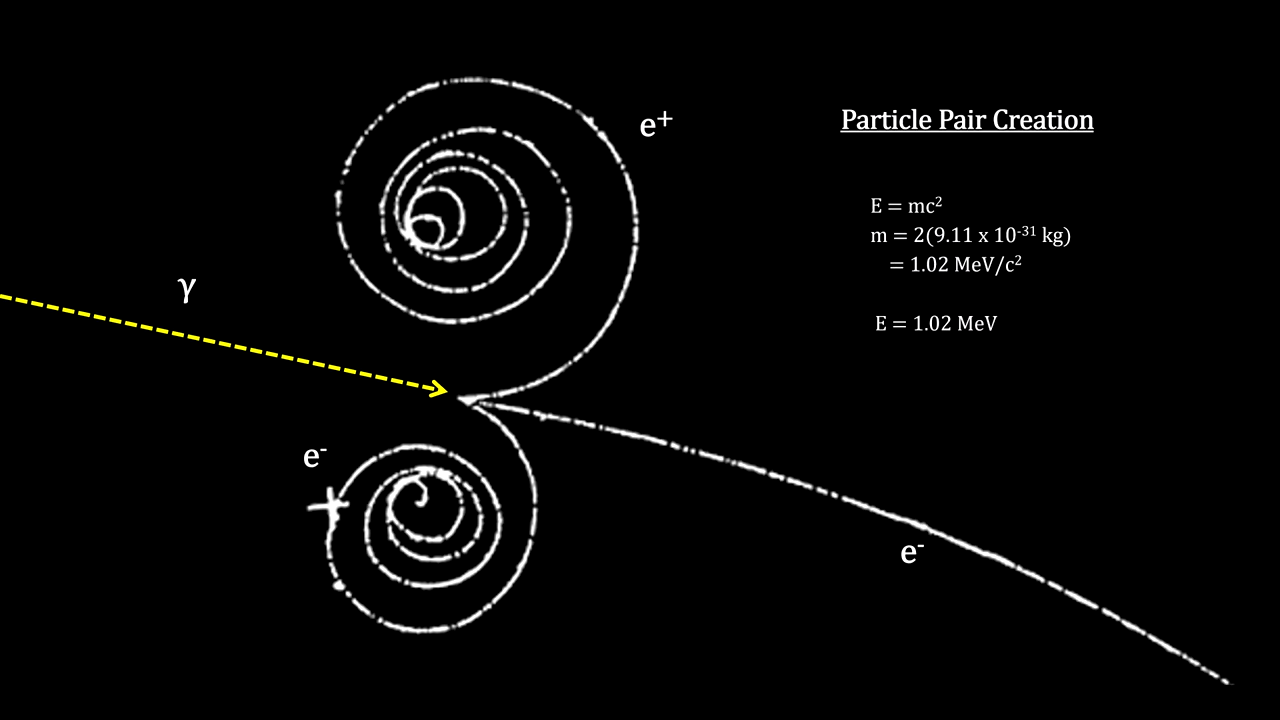 Particle Pair Creation
e⁺
E = mc²
m = 2(9.11 x 10⁻³¹ kg)
= 1.02 MeV/c²
γ
E = 1.02 MeV
e⁻
e⁻